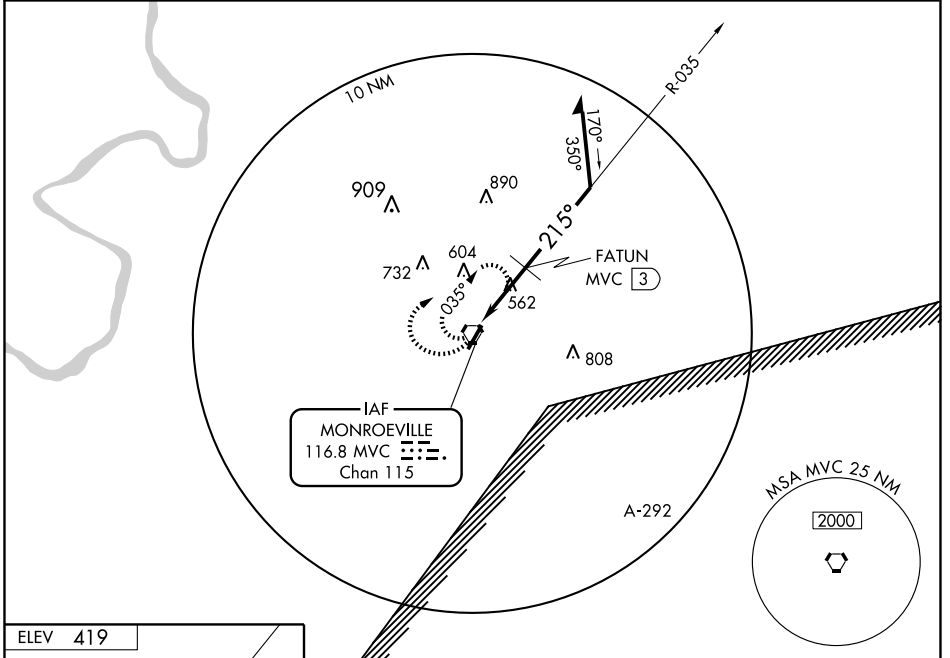 10 NM
R-035
170°
350°
909
890
215°
732
604
035°
FATUN
MVC 3
562
808
IAF
MONROEVILLE
116.8 MVC
Chan 115
A-292
MSA MVC 25 NM
2000
ELEV 419